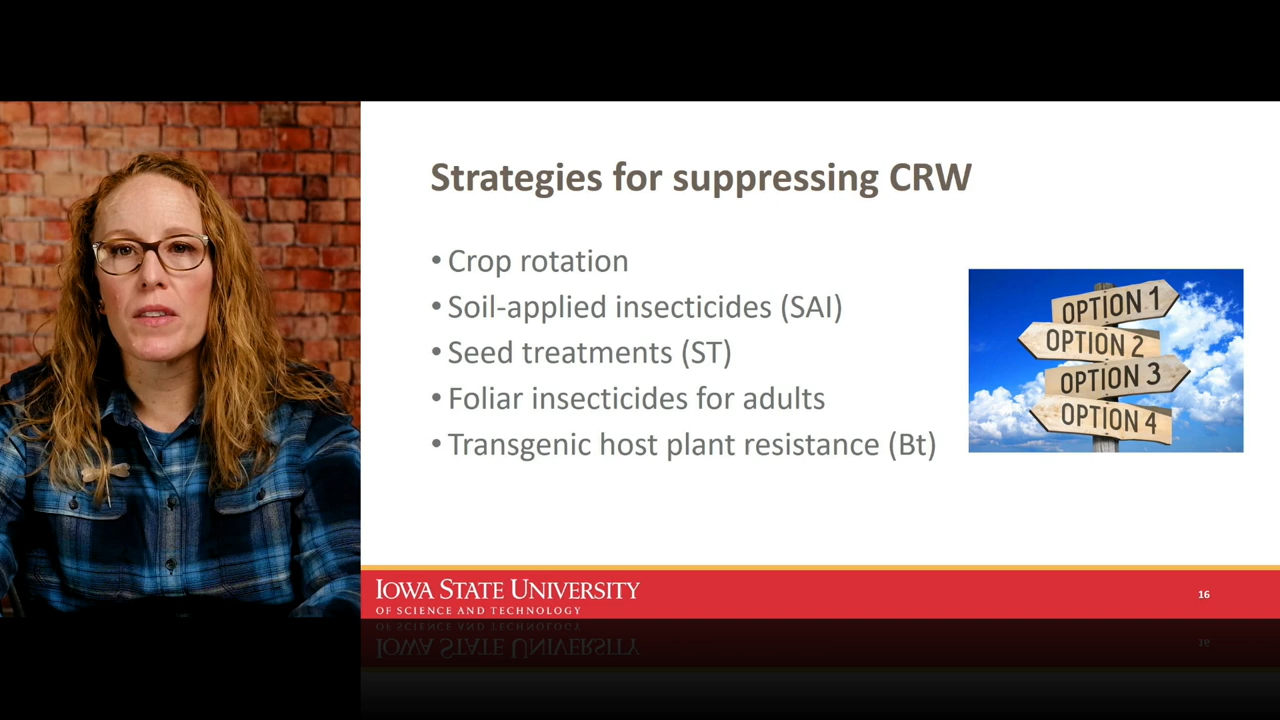 Strategies for suppressing CRW
• Crop rotation
• Soil-applied insecticides (SAI)
• Seed treatments (ST)
• Foliar insecticides for adults
• Transgenic host plant resistance (Bt)
OPTION 1
OPTION 2
OPTION 3
OPTION 4
IOWA STATE UNIVERSITY
OF SCIENCE AND TECHNOLOGY
16